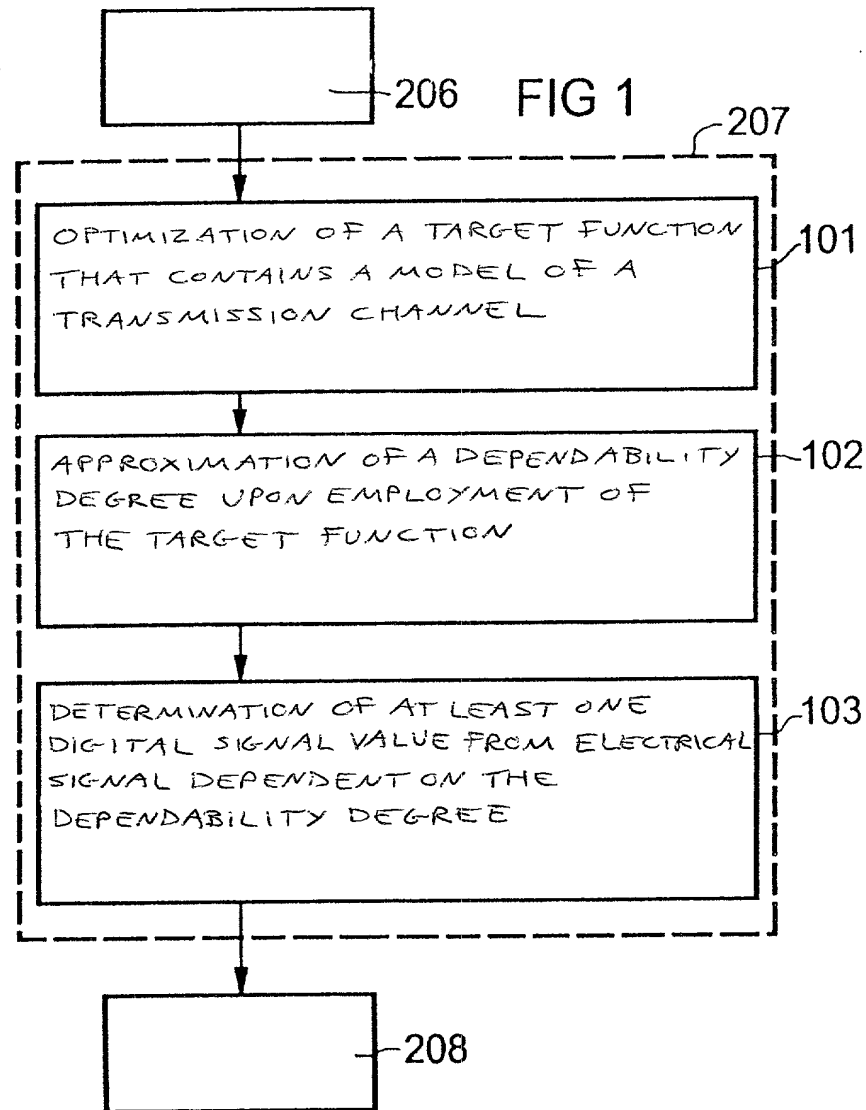 206
FIG 1
207
OPTIMIZATION OF A TARGET FUNCTION
THAT CONTAINS A MODEL OF A
TRANSMISSION CHANNEL
101
APPROXIMATION OF A DEPENDABILITY
DEGREE UPON EMPLOYMENT OF
THE TARGET FUNCTION
102
DETERMINATION OF AT LEAST ONE
DIGITAL SIGNAL VALUE FROM ELECTRICAL
SIGNAL DEPENDENT ON THE
DEPENDABILITY DEGREE
103
208